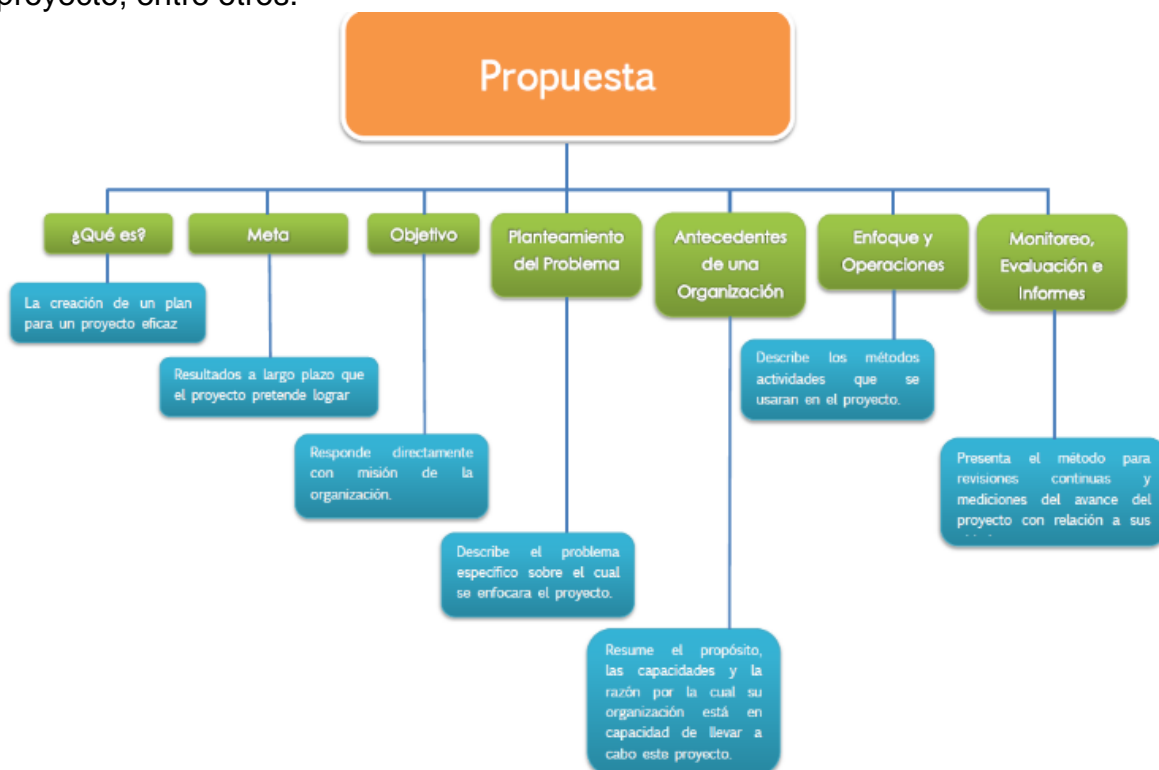 proyecto, entre otros.
Propuesta
¿Qué es?
La creación de un plan
para un proyecto eficaz
Meta
Resultados a largo plazo que
el proyecto pretende lograr
Objetivo
Responde directamente
con misión de la
organización.
Planteamiento
del Problema
Describe el problema
específico sobre el cual
se enfocara el proyecto.
Antecedentes
de una
Organización
Resume el propósito,
las capacidades y la
razón por la cual su
organización está en
capacidad de llevar a
cabo este proyecto.
Enfoque y
Operaciones
Describe los métodos
actividades que se
usaran en el proyecto.
Monitoreo,
Evaluación e
Informes
Presenta el método para
revisiones continuas y
mediciones del avance del
proyecto con relación a sus